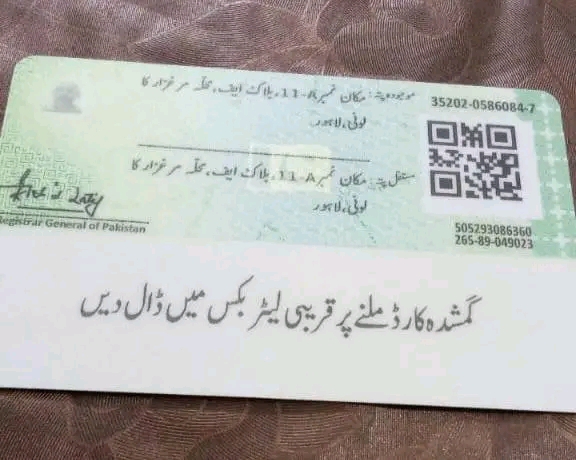 موجودہ پتہ: مکان نمبر 11-A، بلاک ایف، محلہ مرغزار کا
لونی، لاہور
35202-0586084-7
مستقل پتہ: مکان نمبر 11-A، بلاک ایف، محلہ مرغزار کا
لونی، لاہور
Registrar General of Pakistan
505293086360
265-89-049023
گمشدہ کارڈ ملنے پر قریبی لیٹر بکس میں ڈال دیں